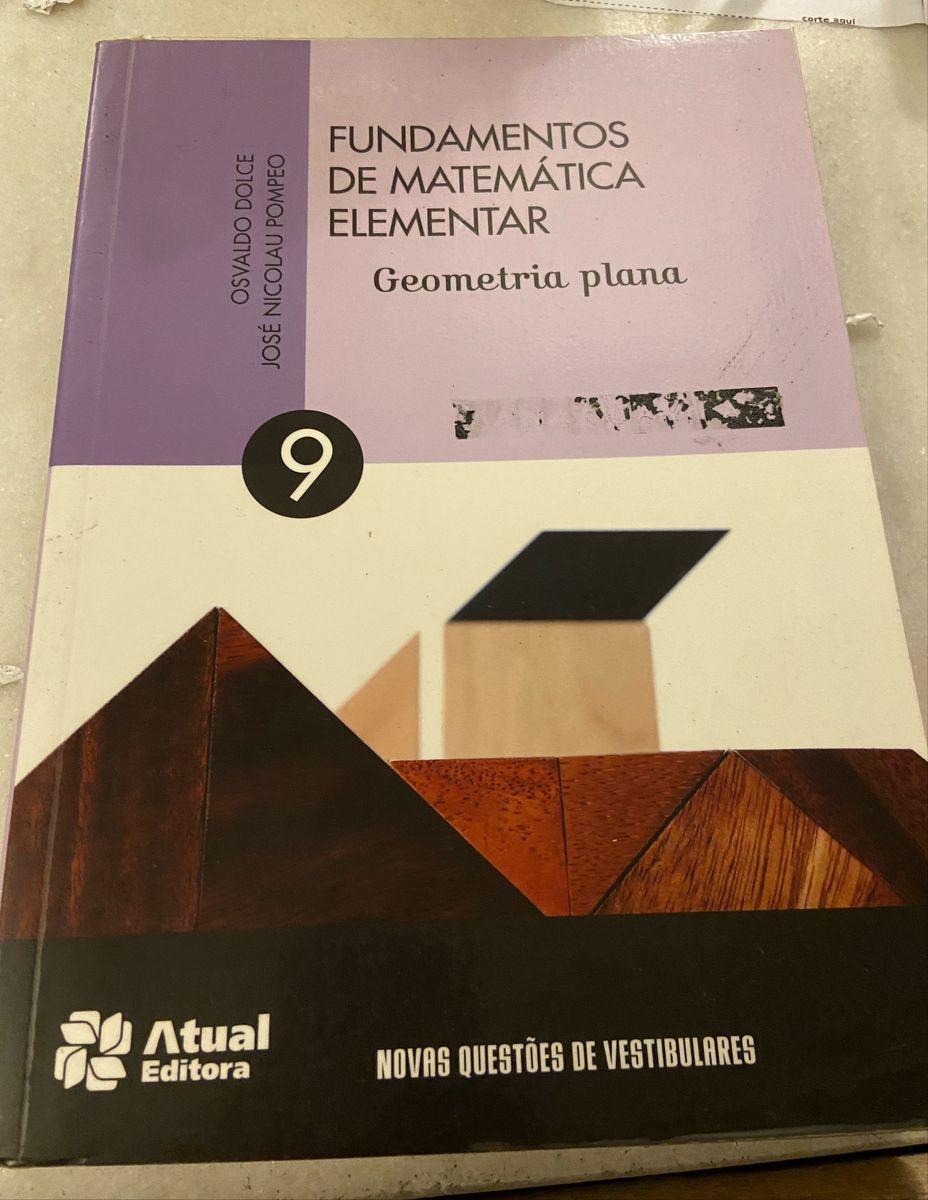 corte aqui
FUNDAMENTOS
DE MATEMÁTICA
ELEMENTAR
Geometria plana
OSVALDO DOLCE
JOSÉ NICOLAU POMPEO
9
Atual
Editora
NOVAS QUESTÕES DE VESTIBULARES